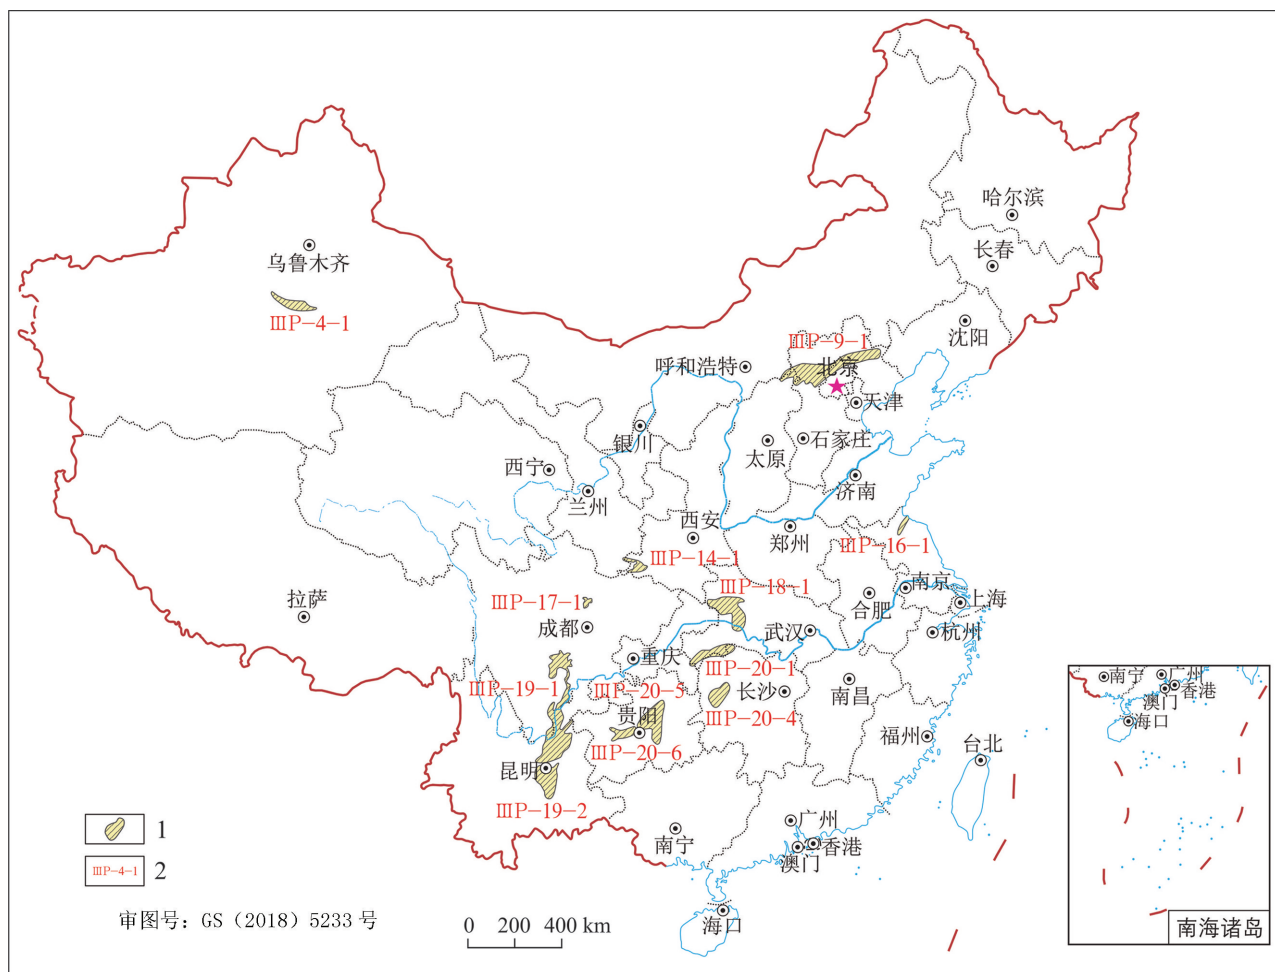 哈尔滨
长春
乌鲁木齐
沈阳
ⅢP-4-1
ⅢP-9-1
呼和浩特
北京
天津
银川
石家庄
太原
西宁
济南
兰州
西安
郑州
ⅢP-16-1
ⅢP-14-1
南京
ⅢP-18-1
合肥
上海
拉萨
ⅢP-17-1
成都
武汉
杭州
重庆
ⅢP-20-1
ⅢP-19-1
ⅢP-20-5
长沙
南昌
贵阳
ⅢP-20-4
福州
台北
ⅢP-20-6
昆明
ⅢP-19-2
广州
南宁
香港
澳门
海口
南宁
广州
香港
澳门
海口
南海诸岛
1
ⅢP-4-1 2
审图号：GS（2018）5233号
0 200 400 km